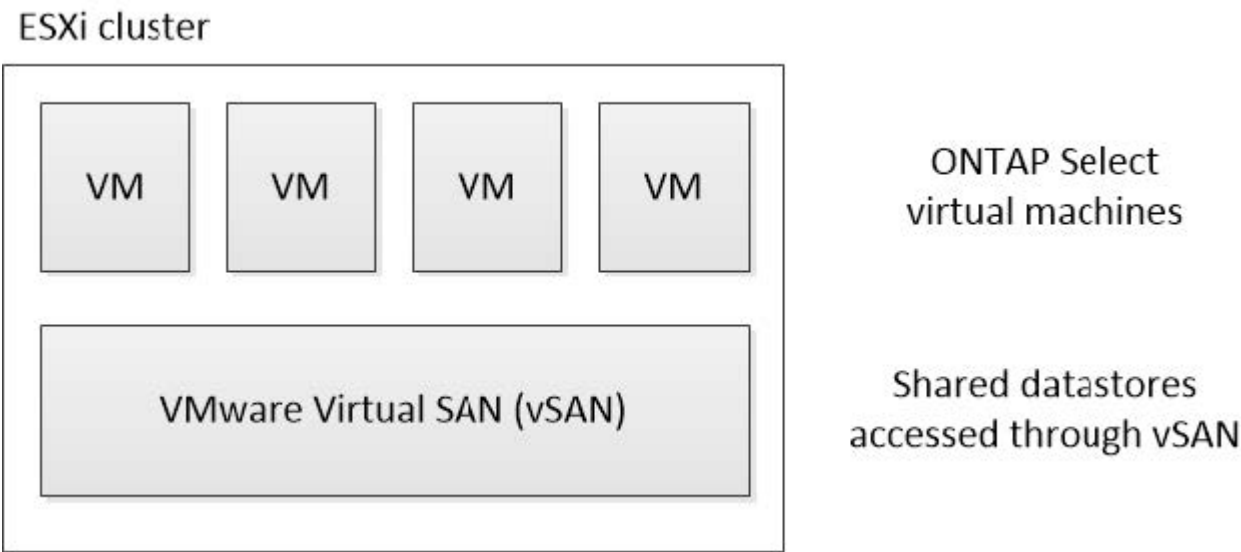 ESXi cluster
VM
VM
VM
VM
ONTAP Select
virtual machines
VMware Virtual SAN (vSAN)
Shared datastores
accessed through vSAN